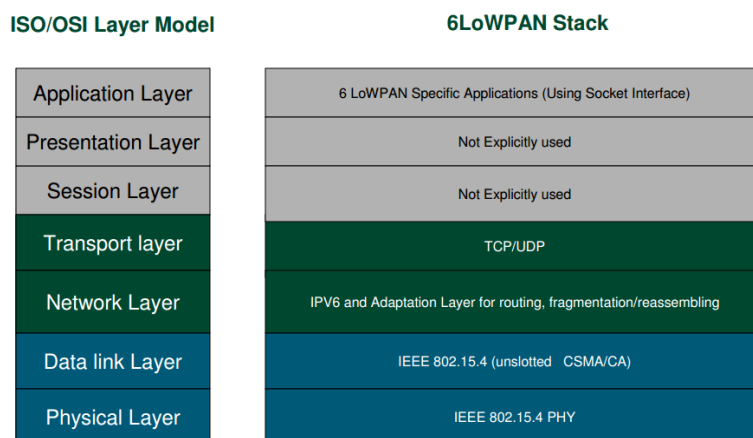 ISO/OSI Layer Model
6LoWPAN Stack
Application Layer
6 LoWPAN Specific Applications (Using Socket Interface)
Presentation Layer
Not Explicitly used
Session Layer
Not Explicitly used
Transport layer
TCP/UDP
Network Layer
IPV6 and Adaptation Layer for routing, fragmentation/reassembling
Data link Layer
IEEE 802.15.4 (unslotted CSMA/CA)
Physical Layer
IEEE 802.15.4 PHY